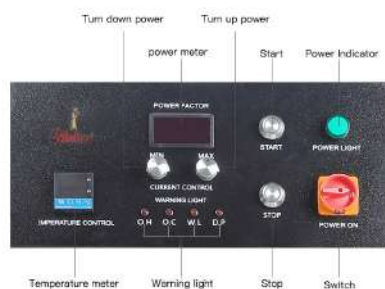 Turn down power
Turn up power
power meter
Start
Power Indicator
POWER FACTOR
START
POWER LIGHT
MIN
MAX
CURRENT CONTROL
WARNING LIGHT
O.H O.C W.L D.P
IMPERATURE CONTROL
STOP
POWER ON
Temperature meter
Warning light
Stop
Switch